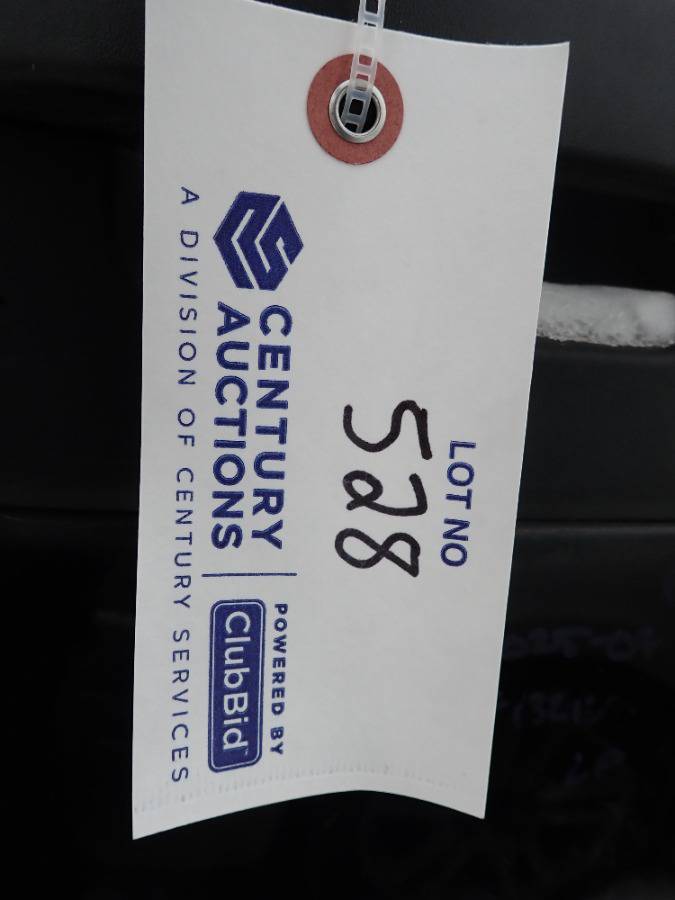 LOT NO
528
CENTURY
AUCTIONS
POWERED BY
ClubBid
A DIVISION OF CENTURY SERVICES